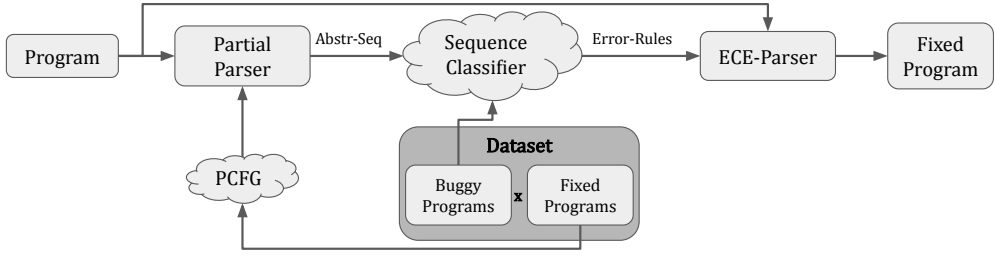 Program
Partial
Parser
Abstr-Seq
Sequence
Classifier
Error-Rules
ECE-Parser
Fixed
Program
PCFG
Dataset
Buggy
Programs
x
Fixed
Programs